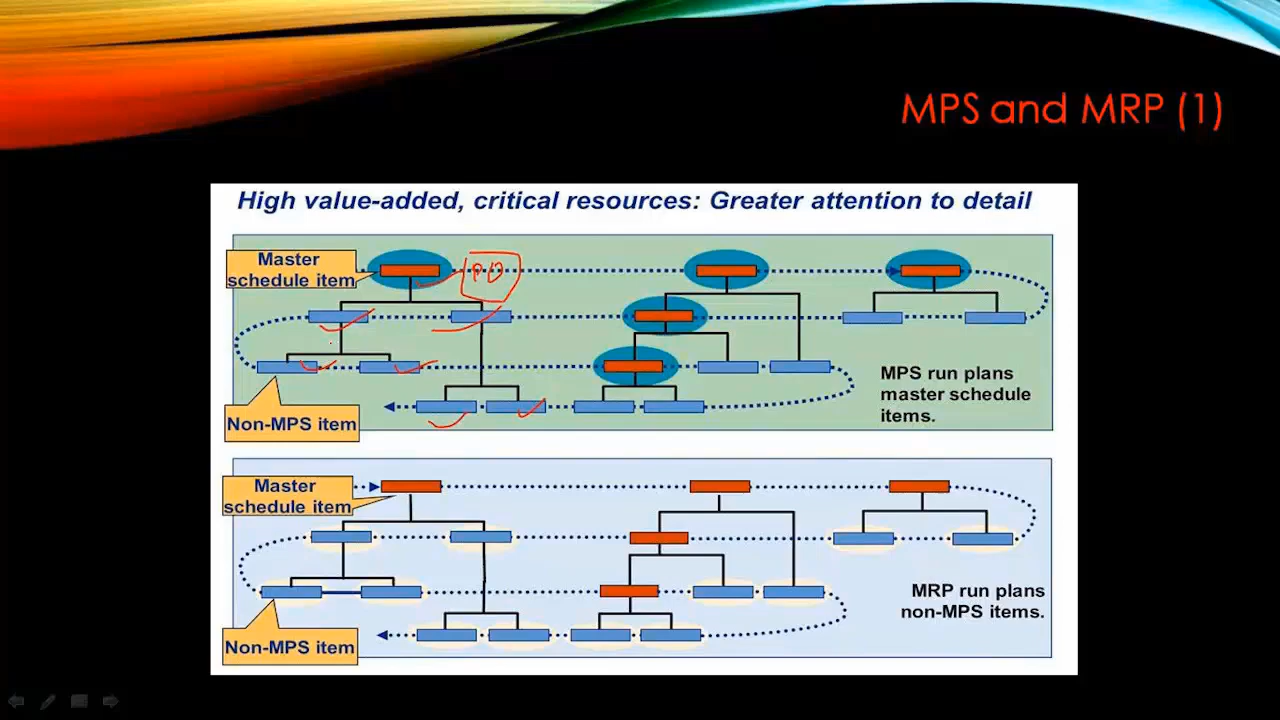 MPS and MRP (1)
High value-added, critical resources: Greater attention to detail
Master
schedule item
PO
Non-MPS item
MPS run plans
master schedule
items.
Master
schedule item
Non-MPS item
MRP run plans
non-MPS items.